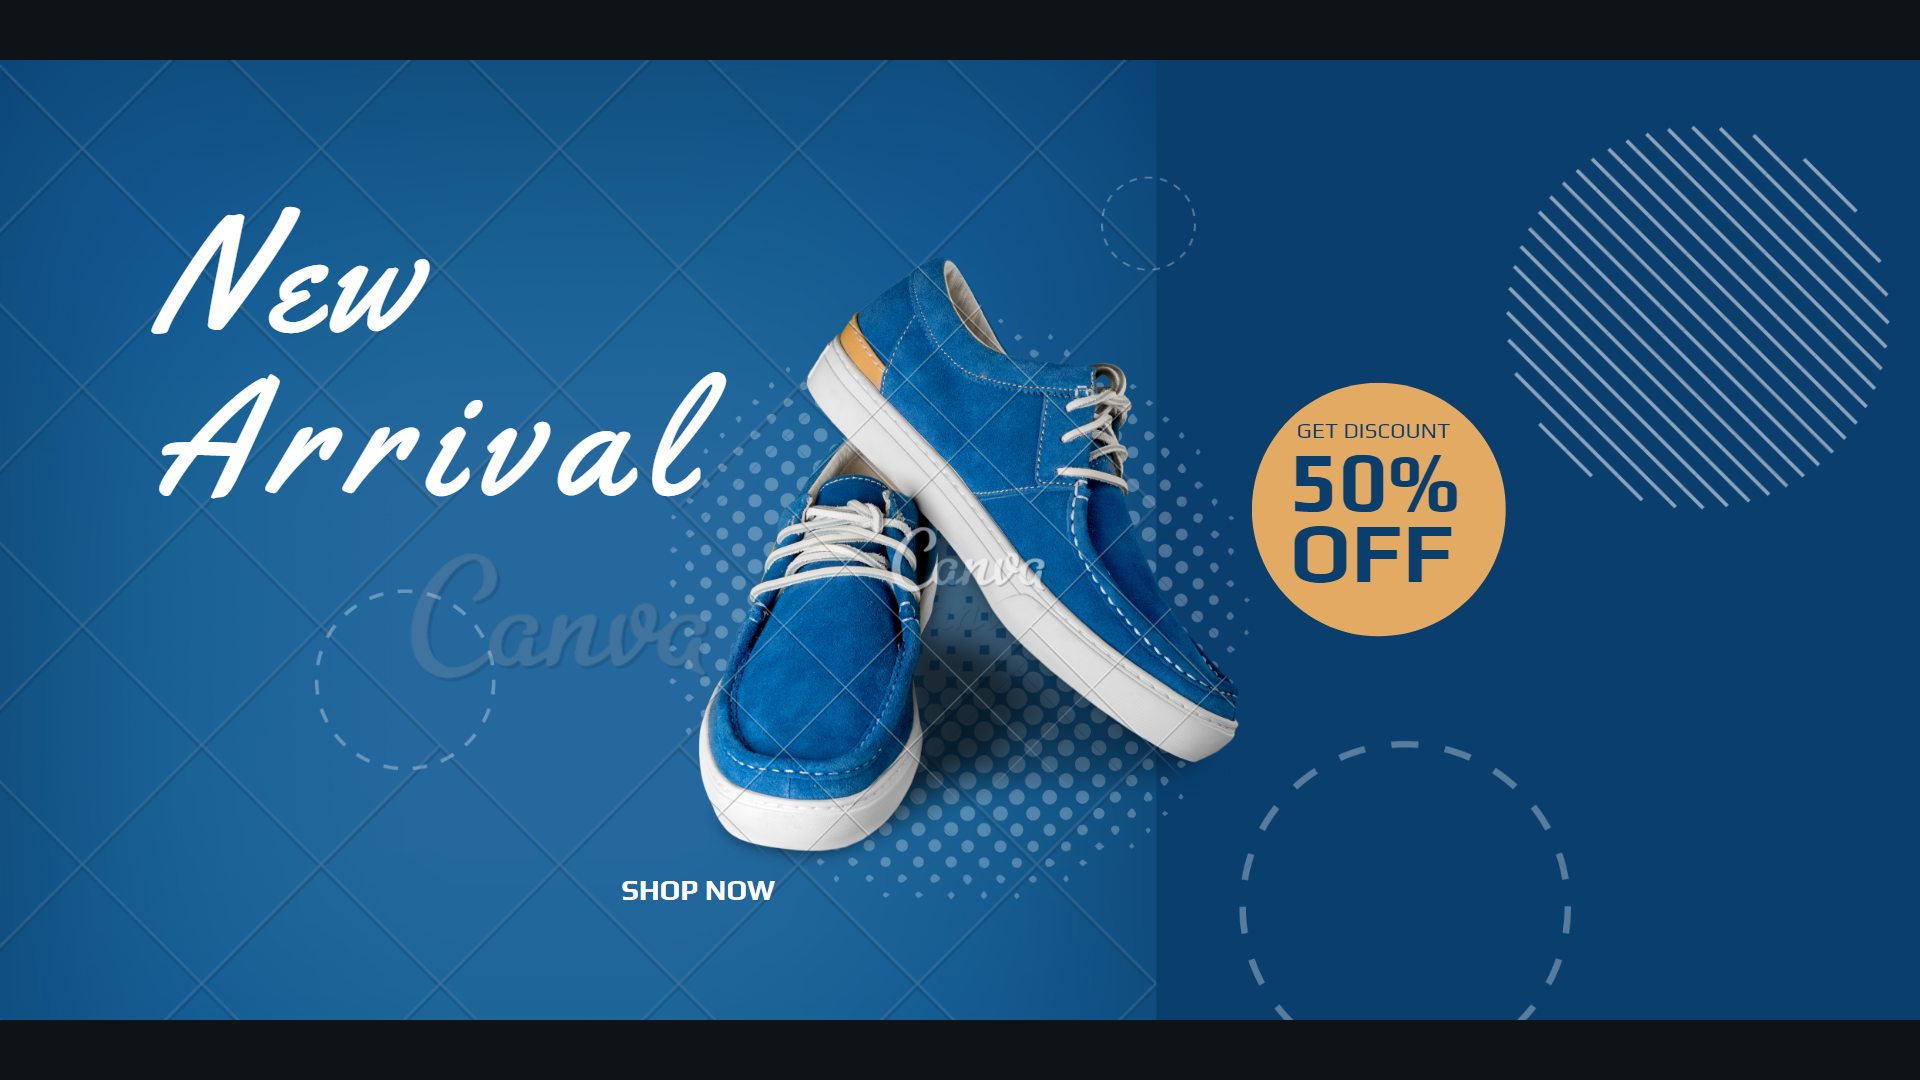 New
Arrival
Canva
Canva
GET DISCOUNT
50%
OFF
SHOP NOW